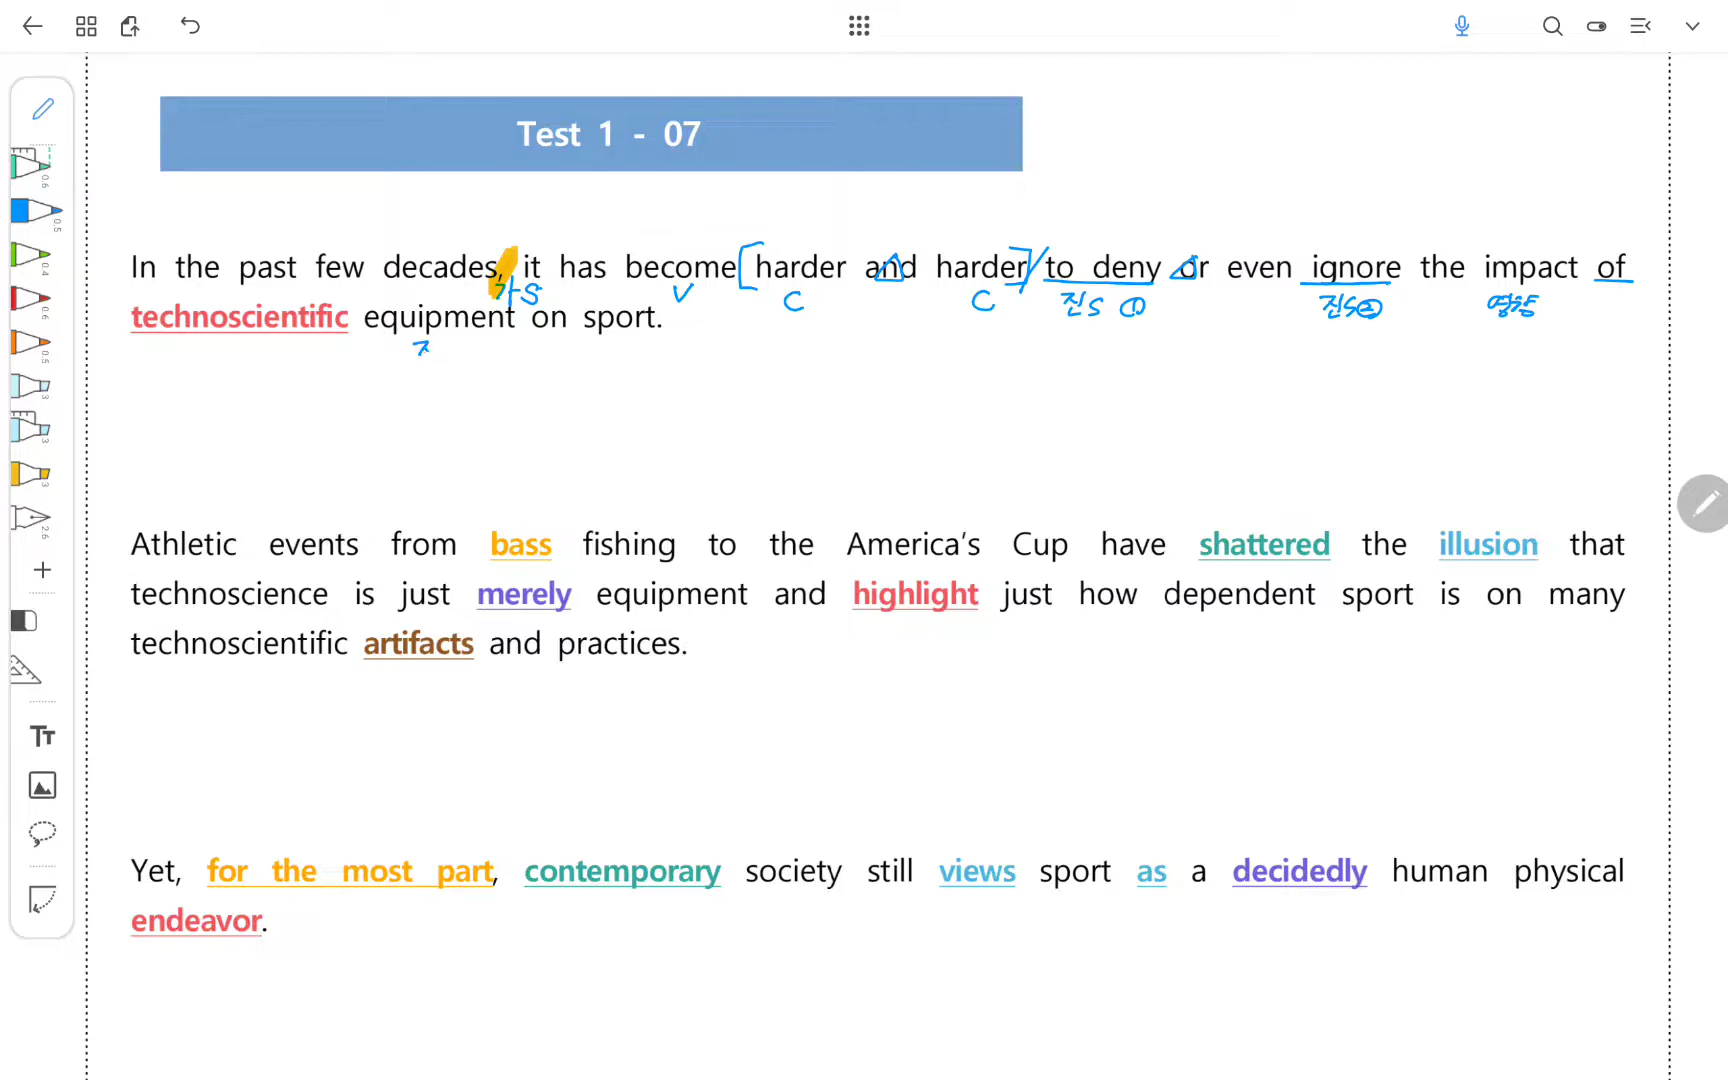 Test 1 - 07
In the past few decades, it has become harder and harder to deny or even ignore the impact of
가S V C C 진S ① 진S② 영향
technoscientific equipment on sport.
Athletic events from bass fishing to the America's Cup have shattered the illusion that
technoscience is just merely equipment and highlight just how dependent sport is on many
technoscientific artifacts and practices.
Yet, for the most part, contemporary society still views sport as a decidedly human physical
endeavor.